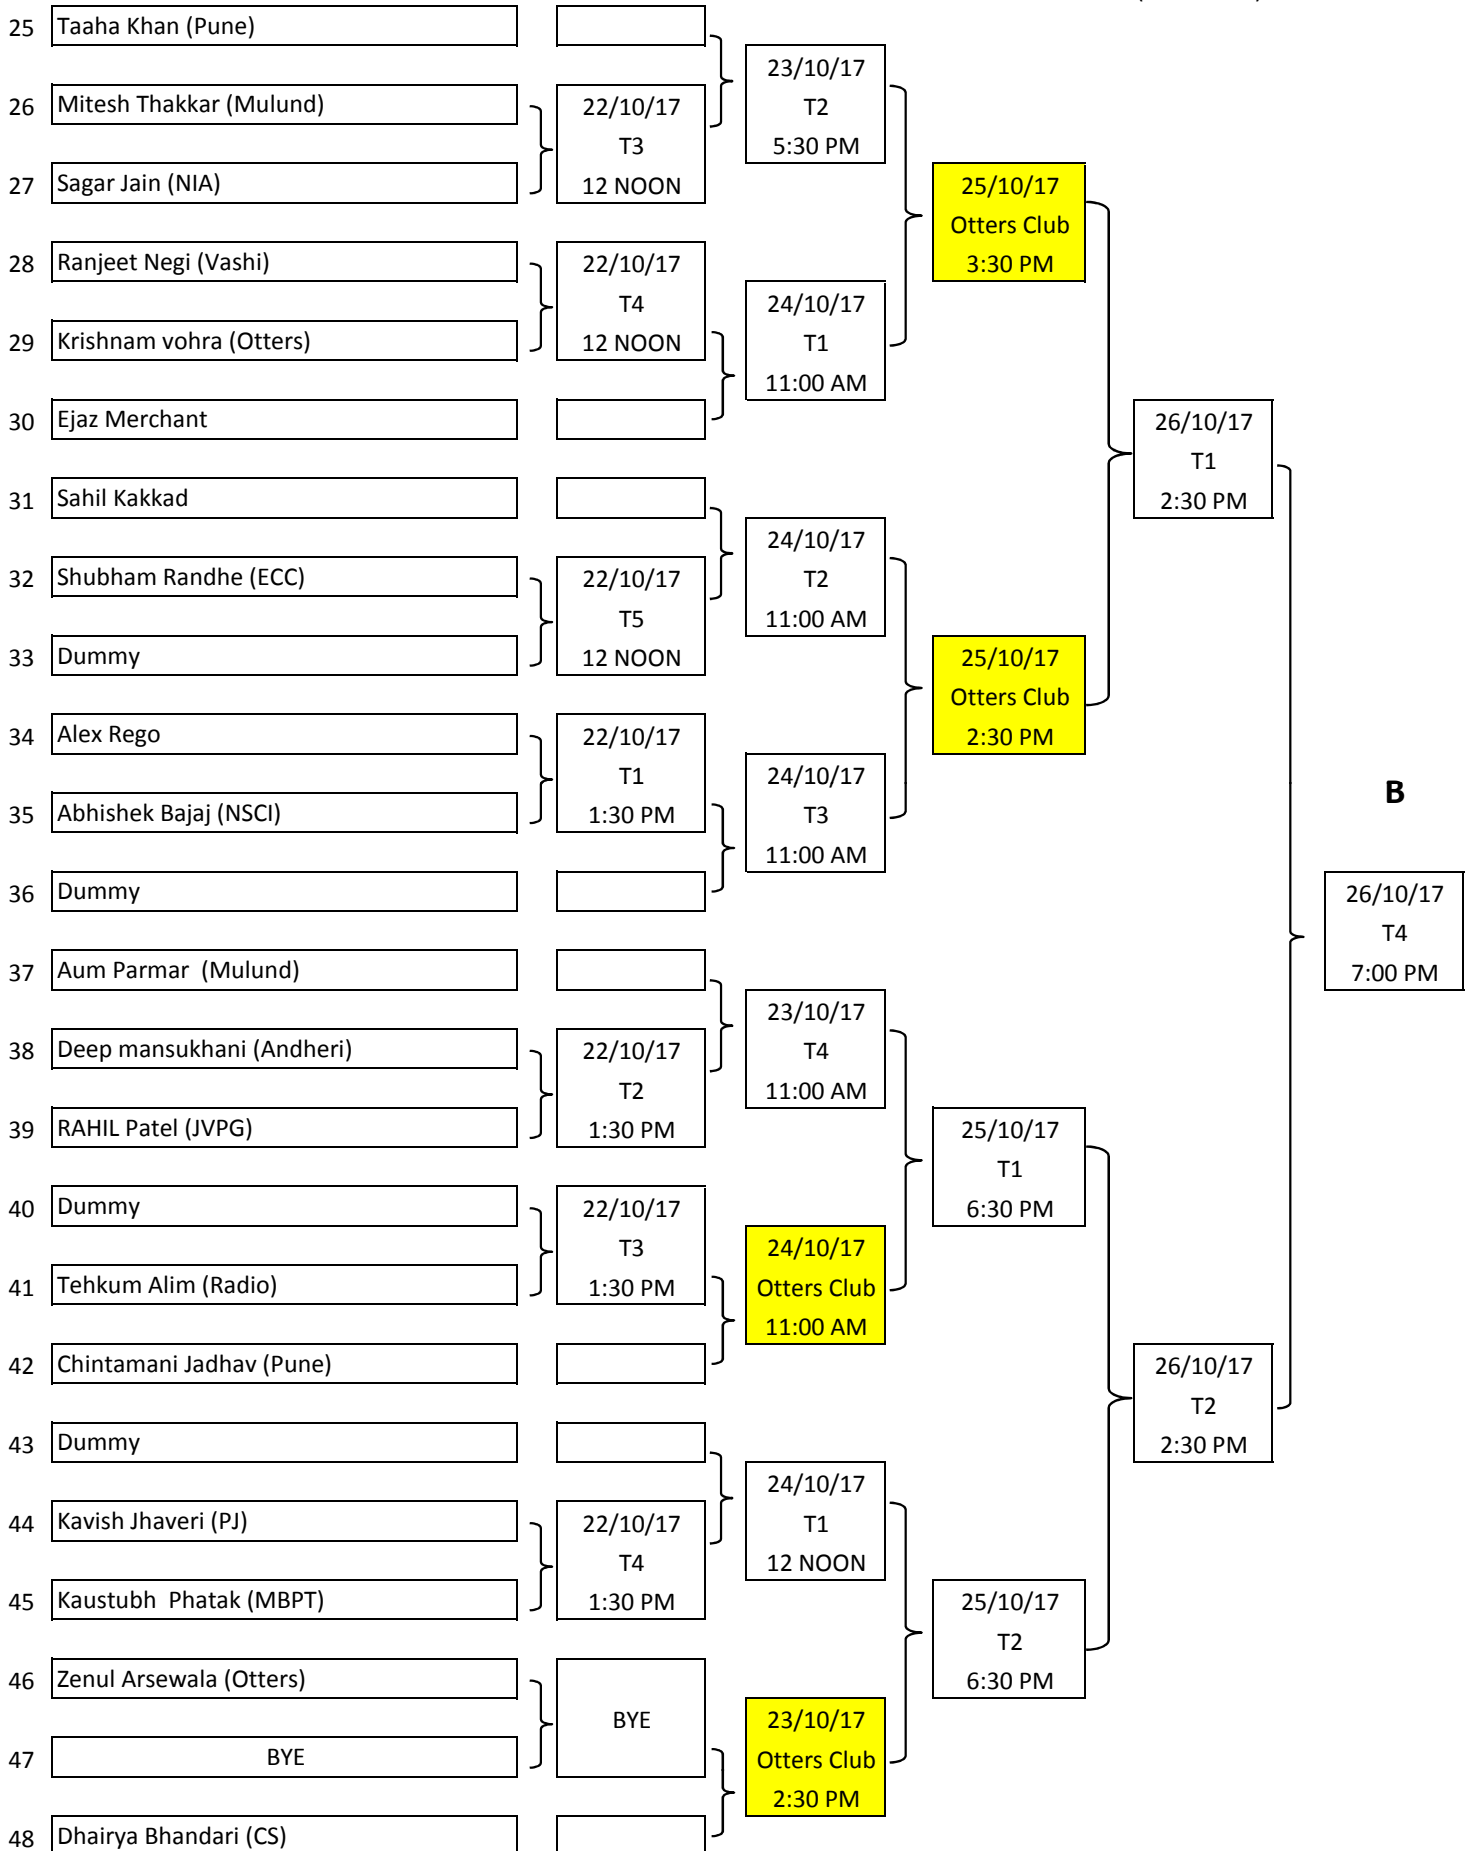 25 Taaha Khan (Pune)
23/10/17
26 Mitesh Thakkar (Mulund) 22/10/17 T2
T3 5:30 PM
27 Sagar Jain (NIA) 12 NOON 25/10/17
Otters Club
28 Ranjeet Negi (Vashi) 22/10/17 3:30 PM
T4 24/10/17
29 Krishnam vohra (Otters) 12 NOON T1
11:00 AM
30 Ejaz Merchant 26/10/17
T1
31 Sahil Kakkad 2:30 PM
24/10/17
32 Shubham Randhe (ECC) 22/10/17 T2
T5 11:00 AM
33 Dummy 12 NOON 25/10/17
Otters Club
34 Alex Rego 22/10/17 2:30 PM
T1 24/10/17
B
35 Abhishek Bajaj (NSCI) 1:30 PM T3
11:00 AM
36 Dummy 26/10/17
T4
37 Aum Parmar (Mulund) 7:00 PM
23/10/17
38 Deep mansukhani (Andheri) 22/10/17 T4
T2 11:00 AM
39 RAHIL Patel (JVPG) 1:30 PM 25/10/17
T1
40 Dummy 22/10/17 6:30 PM
T3 24/10/17
41 Tehkum Alim (Radio) 1:30 PM Otters Club
11:00 AM
42 Chintamani Jadhav (Pune) 26/10/17
T2
43 Dummy 2:30 PM
24/10/17
44 Kavish Jhaveri (PJ) 22/10/17 T1
T4 12 NOON
45 Kaustubh Phatak (MBPT) 1:30 PM 25/10/17
T2
46 Zenul Arsewala (Otters) 6:30 PM
BYE 23/10/17
47 BYE Otters Club
2:30 PM
48 Dhairya Bhandari (CS)